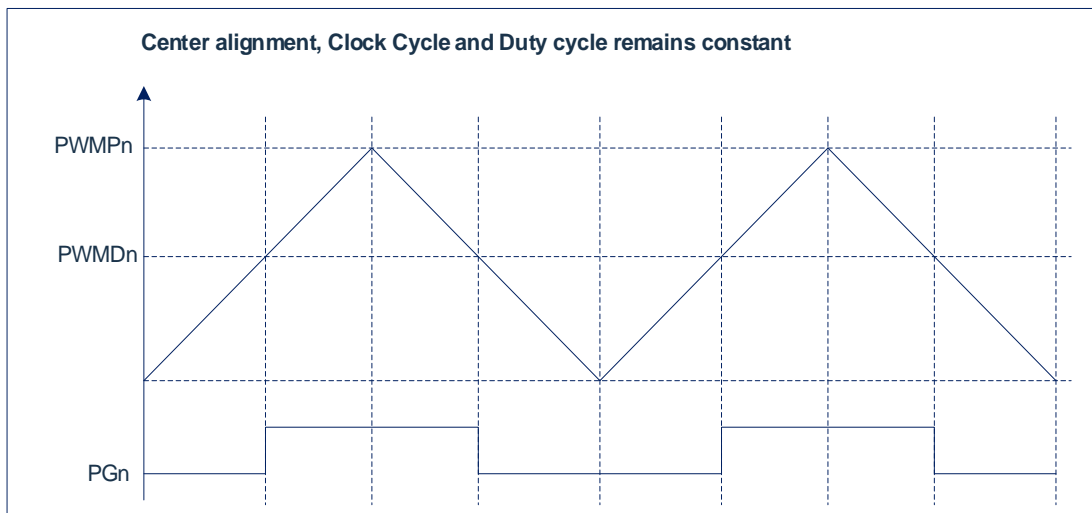 Center alignment, Clock Cycle and Duty cycle remains constant
PWMPn
PWMDn
PGn